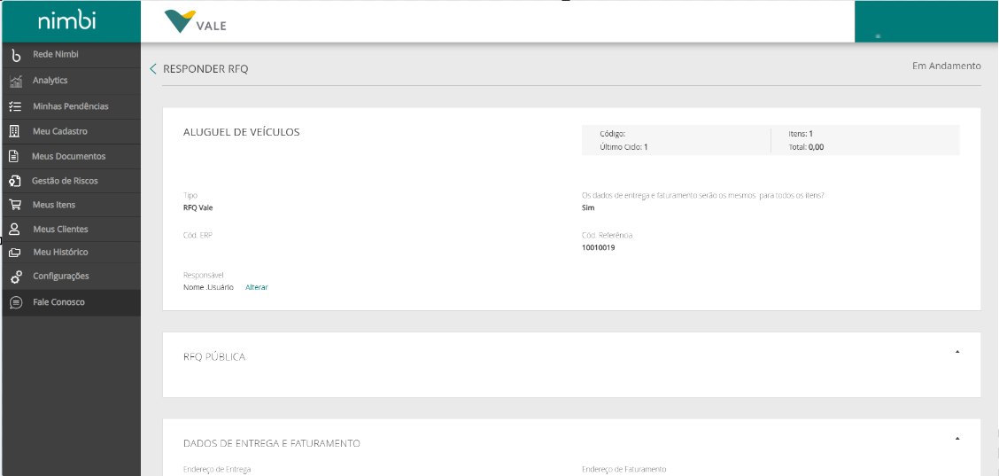 nimbi
VALE
Rede Nimbi
Analytics
Minhas Pendências
Meu Cadastro
Meus Documentos
Gestão de Riscos
Meus Itens
Meus Clientes
Meu Histórico
Configurações
Fale Conosco
RESPONDER RFQ
Em Andamento
ALUGUEL DE VEÍCULOS
Código:
Itens: 1
Último Ciclo: 1
Total: 0,00
Tipo
RFQ Vale
Os dados de entrega e faturamento serão os mesmos para todos os itens?
Sim
Cód. ERP
Cód. Referência
10010019
Responsável
Nome .Usuário Alterar
RFQ PÚBLICA
DADOS DE ENTREGA E FATURAMENTO
Endereço de Entrega
Endereço de Faturamento